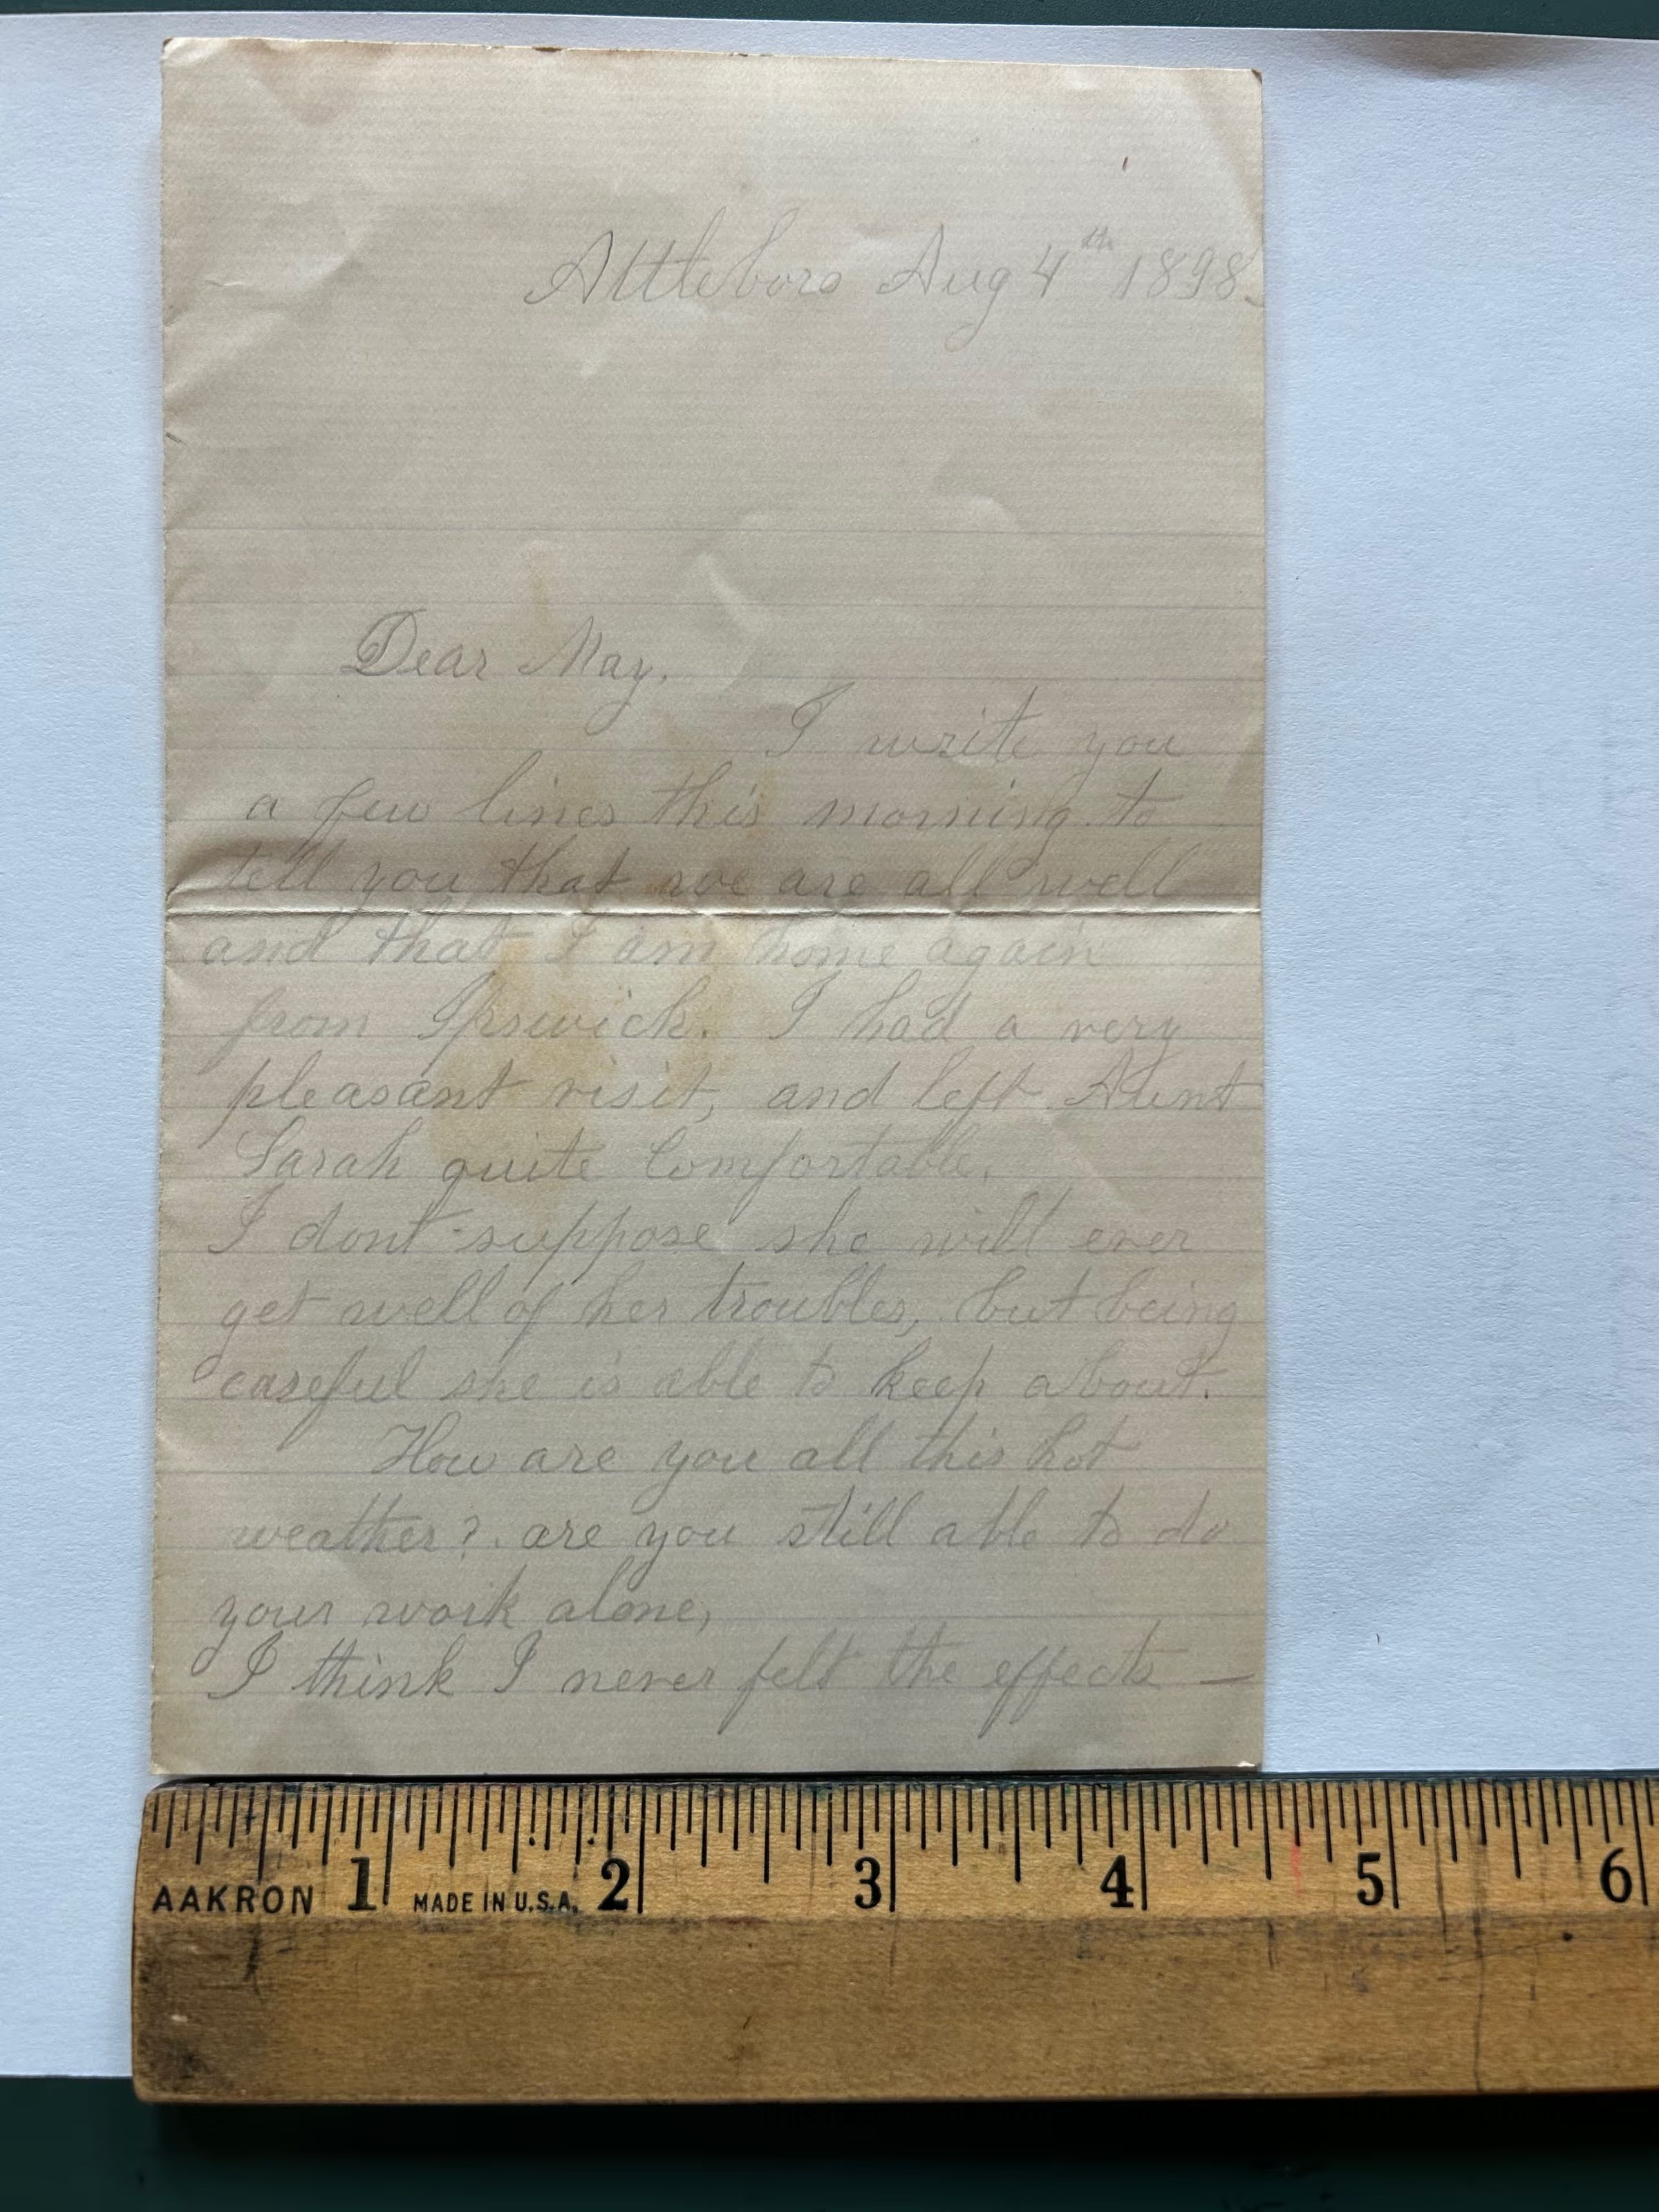 Attleboro Aug 4th 1898
Dear May,
I write you
a few lines this morning to
tell you that we are all well
and that I am home again
from Ipswich. I had a very
pleasant visit, and left Aunt
Sarah quite Comfortable.
I dont suppose she will ever
get well of her troubles, but being
careful she is able to keep about.
How are you all this hot
weather? are you still able to do
your work alone,
I think I never felt the effects —
1 2 3 4 5 6
AAKRON MADE IN U.S.A.